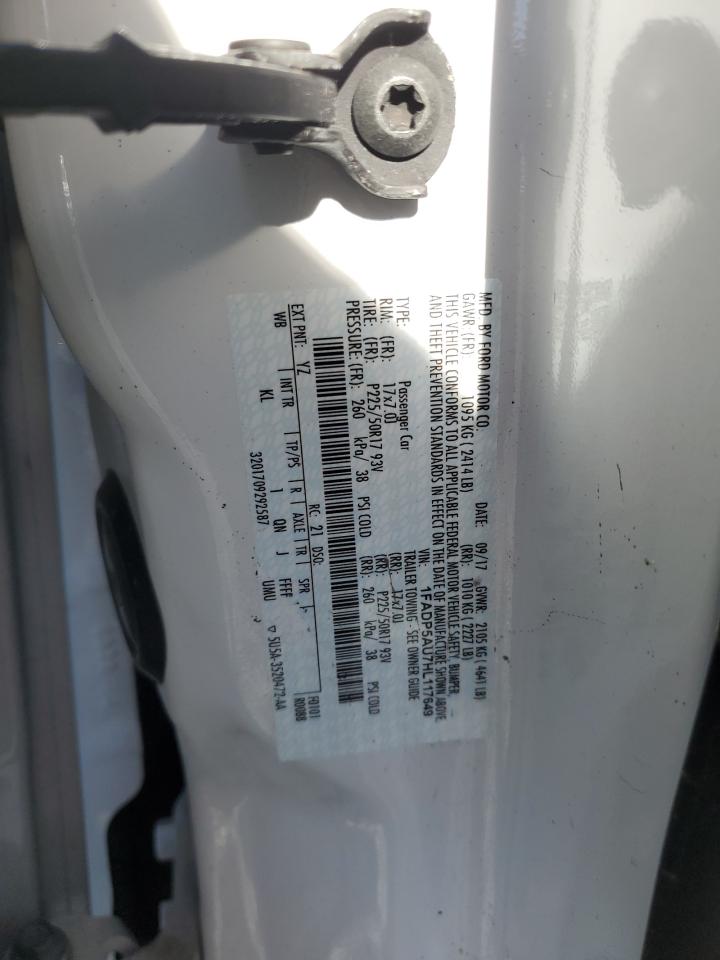 MFD. BY FORD MOTOR CO.
DATE: 09/17 GVWR: 2105 KG ( 4641 LB)
GAWR (FR): 1095 KG ( 2414 LB) (RR): 1010 KG ( 2227 LB)
THIS VEHICLE CONFORMS TO ALL APPLICABLE FEDERAL MOTOR VEHICLE SAFETY, BUMPER,
AND THEFT PREVENTION STANDARDS IN EFFECT ON THE DATE OF MANUFACTURE SHOWN ABOVE
VIN: 1FADP5AU7HL117649
TYPE: Passenger Car TRAILER TOWING - SEE OWNER GUIDE
RIM: (FR): 17x7.0J (RR): 17x7.0J
TIRE: (FR): P225/50R17 93V (RR): P225/50R17 93V
PRESSURE: (FR): 260 kPa/ 38 PSI COLD (RR): 260 kPa/ 38 PSI COLD
EXT PNT: YZ RC: 21 DSO: F0101
WB INT TR TP/PS R AXLE TR SPR R0088
KL 1 QN J FFFF UMU
3201709292587 ▽ 5U5A-3520472-AA